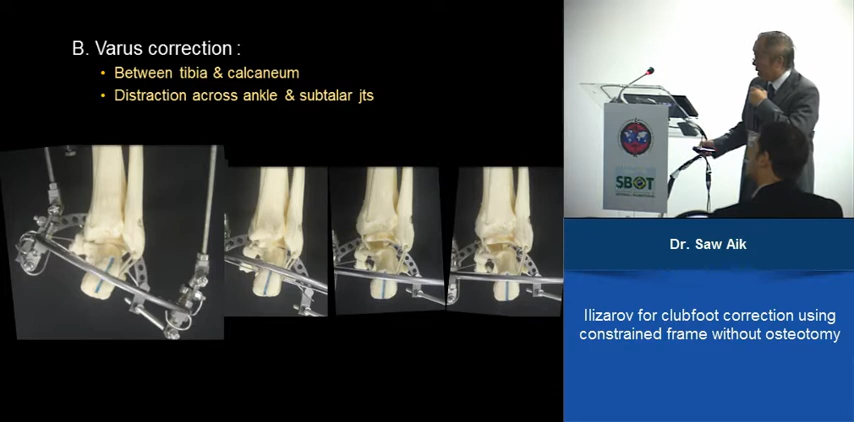 B. Varus correction :
• Between tibia & calcaneum
• Distraction across ankle & subtalar jts
SBOT
Dr. Saw Aik
Ilizarov for clubfoot correction using
constrained frame without osteotomy